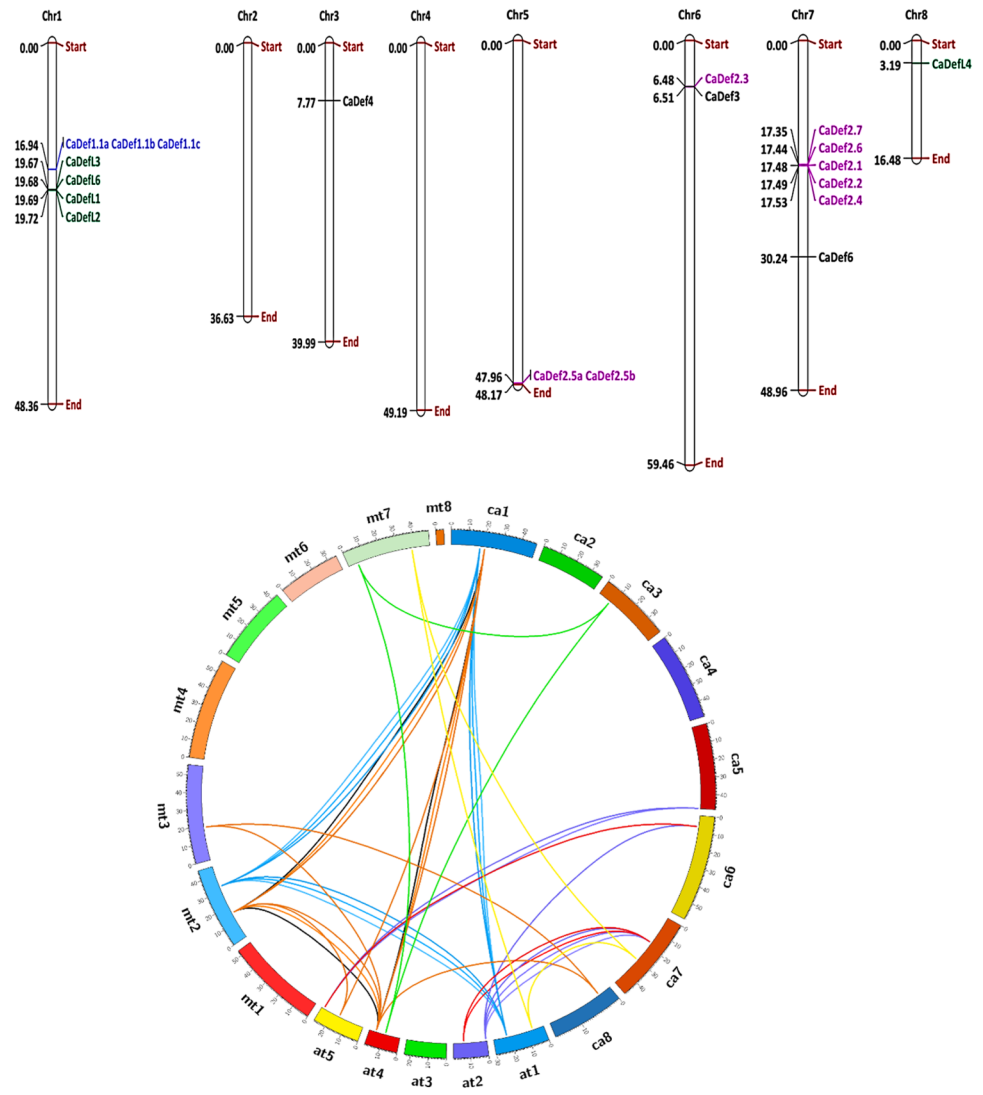 Chr1 Chr2 Chr3 Chr4 Chr5 Chr6 Chr7 Chr8
0.00 Start 0.00 Start 0.00 Start 0.00 Start 0.00 Start 0.00 Start 0.00 Start 0.00 Start
3.19 CaDefL4
6.48 CaDef2.3
6.51 CaDef3
7.77 CaDef4
17.35 CaDef2.7
16.94 CaDef1.1a CaDef1.1b CaDef1.1c
17.44 CaDef2.6
19.67 CaDefL3
17.48 CaDef2.1
16.48 End
19.68 CaDefL6
17.49 CaDef2.2
19.69 CaDefL1
17.53 CaDef2.4
19.72 CaDefL2
30.24 CaDef6
36.63 End
39.99 End
47.96 CaDef2.5a CaDef2.5b
48.17 End
48.96 End
48.36 End
49.19 End
59.46 End
mt8 ca1
mt7
ca2
mt6
ca3
mt5
ca4
mt4
ca5
mt3
ca6
mt2
ca7
mt1
ca8
at5
at4
at3
at2
at1